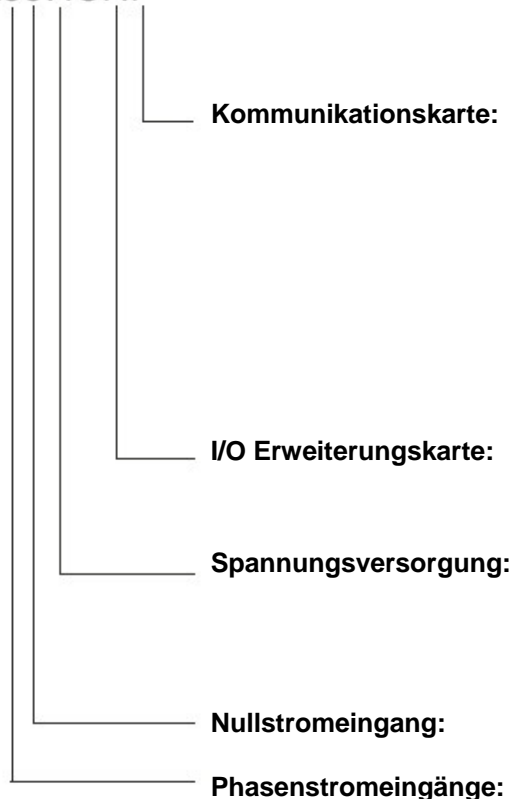 Kommunikationskarte:
I/O Erweiterungskarte:
Spannungsversorgung:
Nullstromeingang:
Phasenstromeingänge: